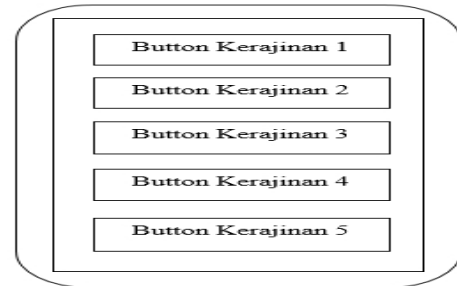 Button Kerajinan 1
Button Kerajinan 2
Button Kerajinan 3
Button Kerajinan 4
Button Kerajinan 5